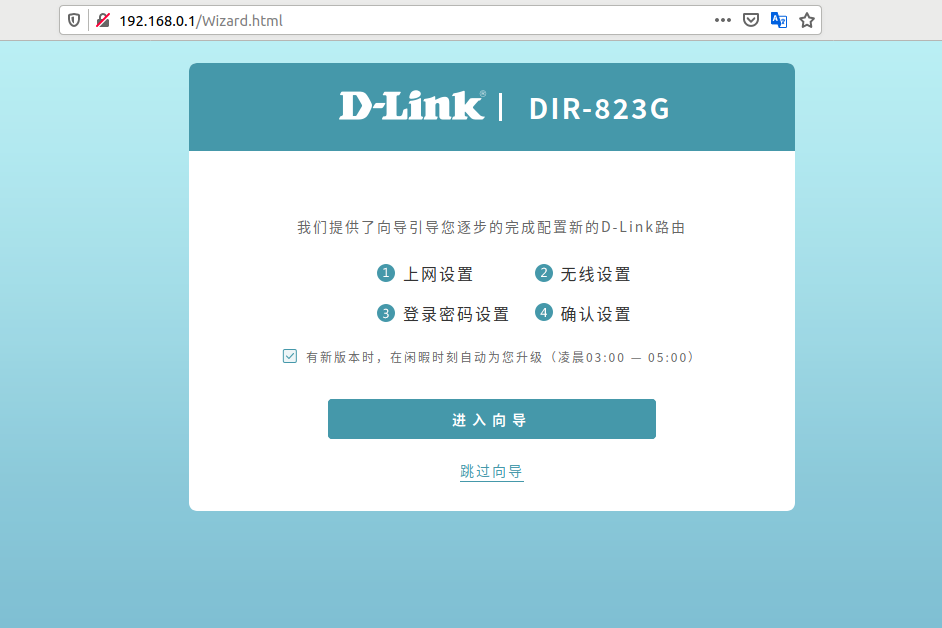 192.168.0.1/Wizard.html
D-Link® | DIR-823G
我们提供了向导引导您逐步的完成配置新的D-Link路由
1 上网设置 2 无线设置
3 登录密码设置 4 确认设置
有新版本时，在闲暇时刻自动为您升级（凌晨03:00 — 05:00）
进入向导
跳过向导